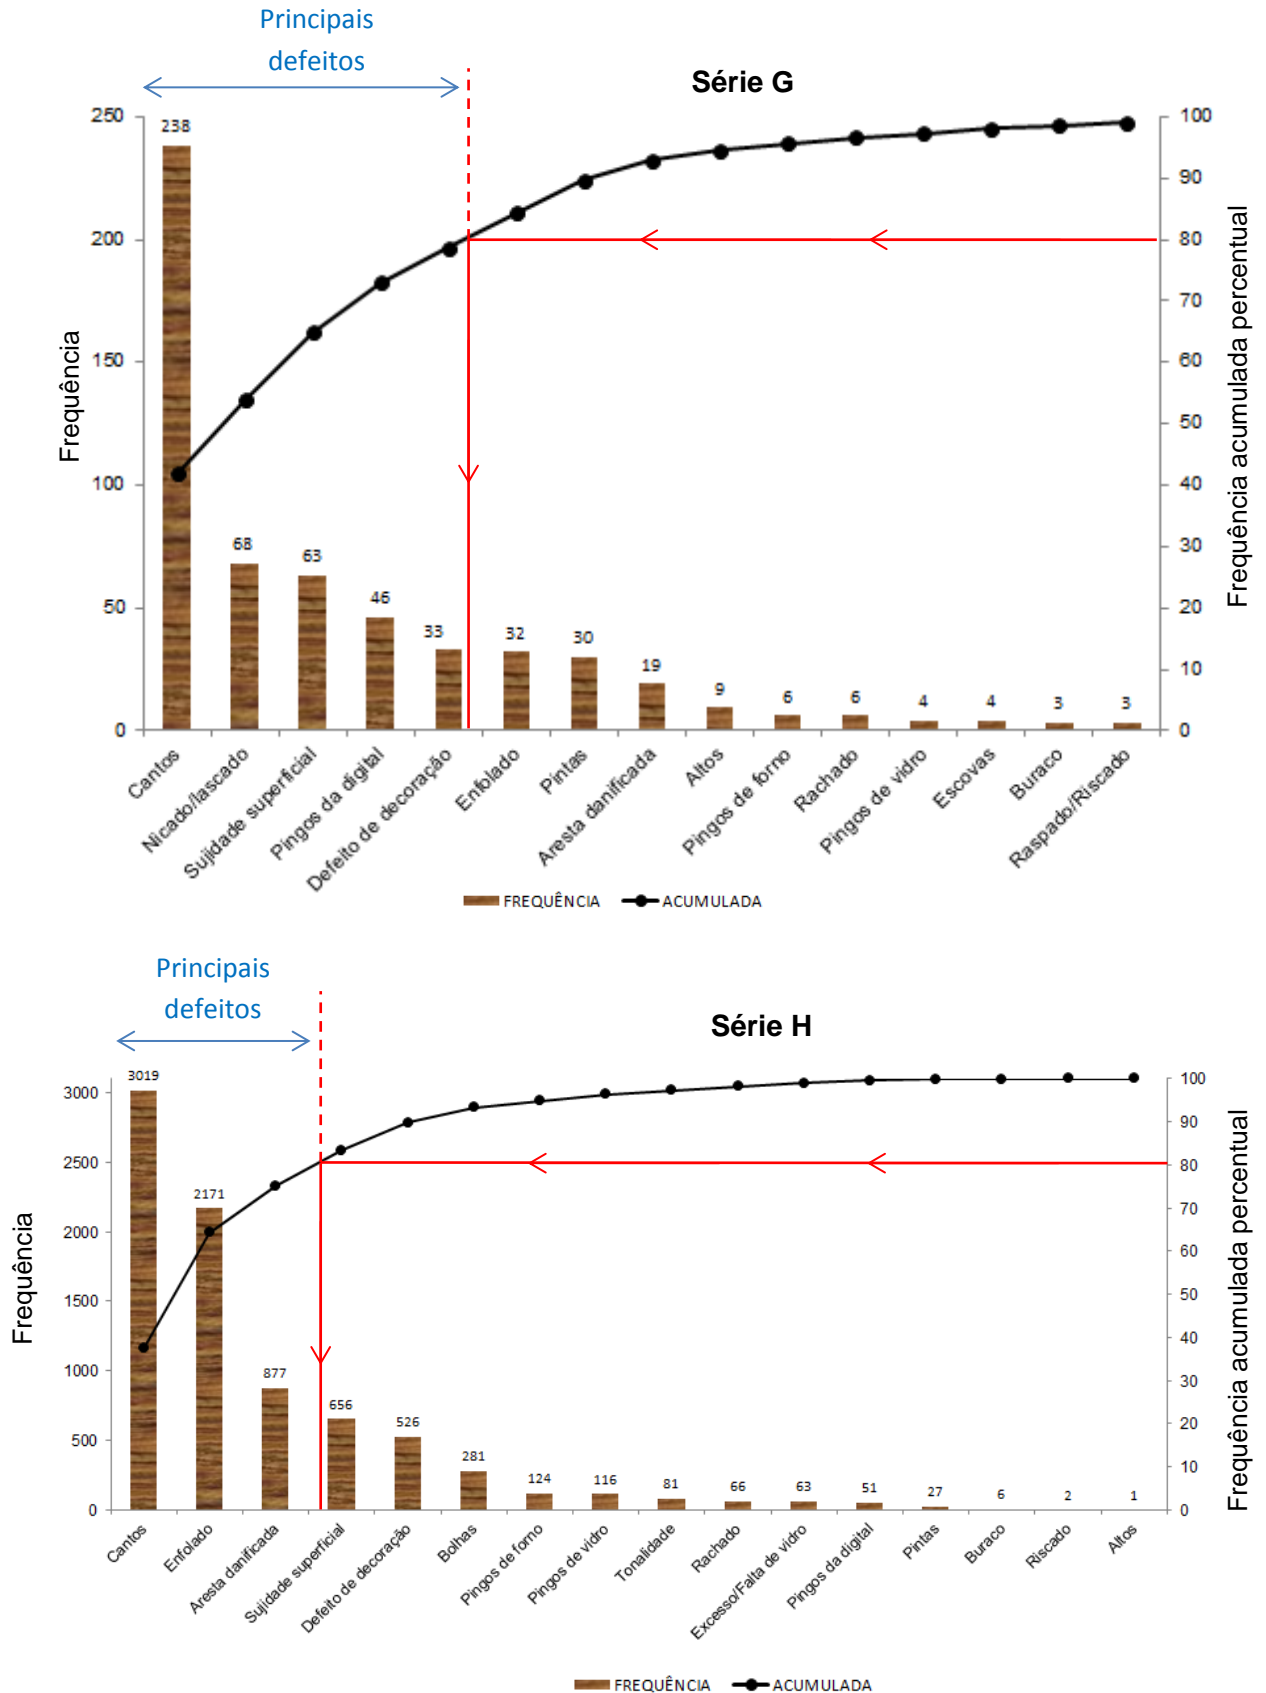 Principais
defeitos
Série G
250
200
150
100
50
0
100
90
80
70
60
50
40
30
20
10
0
Frequência
Frequência acumulada percentual
238
68
63
46
33
32
30
19
9
6
6
4
4
3
3
Cantos
Nicado/lascado
Sujidade superficial
Pingos da digital
Defeito de decoração
Enfolado
Pintas
Aresta danificada
Altos
Pingos de forno
Rachado
Pingos de vidro
Escovas
Buraco
Raspado/Riscado
FREQUÊNCIA
ACUMULADA
Principais
defeitos
Série H
3000
2500
2000
1500
1000
500
0
100
90
80
70
60
50
40
30
20
10
0
Frequência
Frequência acumulada percentual
3019
2171
877
656
526
281
124
116
81
66
63
51
27
6
2
1
Cantos
Enfolado
Aresta danificada
Sujidade superficial
Defeito de decoração
Bolhas
Pingos de forno
Pingos de vidro
Tonalidade
Rachado
Excesso/Falta de vidro
Pingos da digital
Pintas
Buraco
Riscado
Altos
FREQUÊNCIA
ACUMULADA